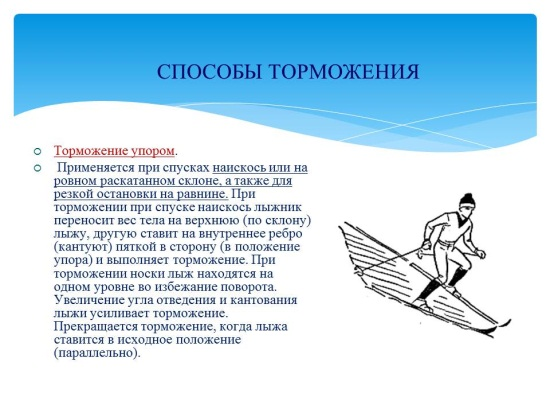 СПОСОБЫ ТОРМОЖЕНИЯ
Торможение упором.
Применяется при спусках наискось или на
ровном раскатанном склоне, а также для
резкой остановки на равнине. При
торможении при спуске наискось лыжник
переносит вес тела на верхнюю (по склону)
лыжу, другую ставит на внутреннее ребро
(кантуют) пяткой в сторону (в положение
упора) и выполняет торможение. При
торможении носки лыж находятся на
одном уровне во избежание поворота.
Увеличение угла отведения и кантования
лыжи усиливает торможение.
Прекращается торможение, когда лыжа
ставится в исходное положение
(параллельно).